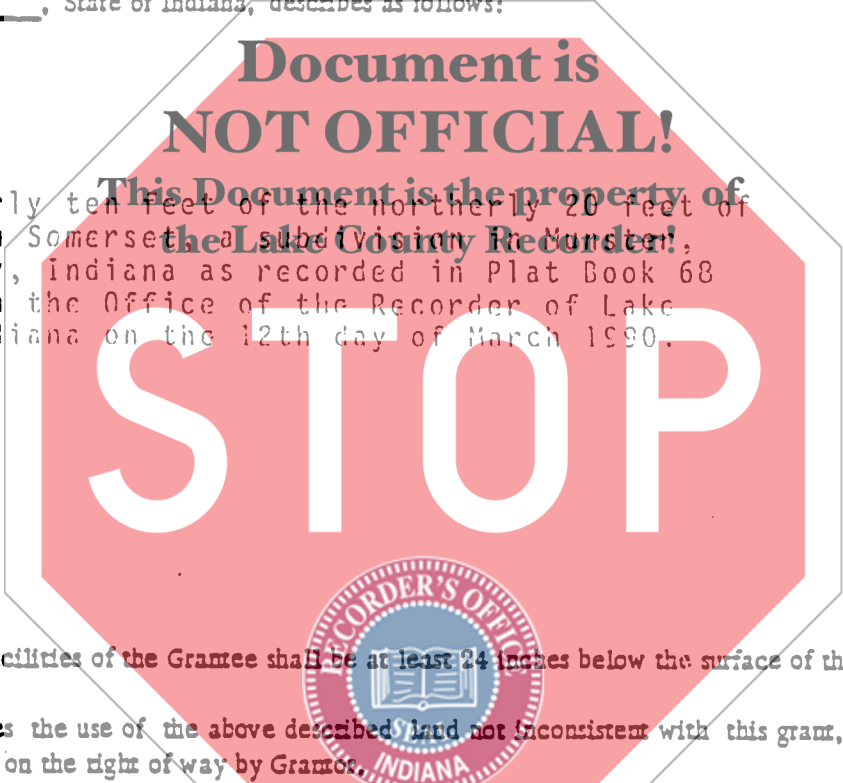 , State of Indiana, describes as follows:
Document is
NOT OFFICIAL!
This Document is the property of
the Lake County Recorder!
ly ten feet of the northerly 20 feet of
Somerset, a subdivision in Munster,
, Indiana as recorded in Plat Book 68
the Office of the Recorder of Lake
diana on the 12th day of March 1990.
STOP
RECORDER'S OFFICE
SEAL
INDIANA
cilities of the Grantee shall be at least 24 inches below the surface of th
s the use of the above described land not inconsistent with this grant,
on the right of way by Grantor.